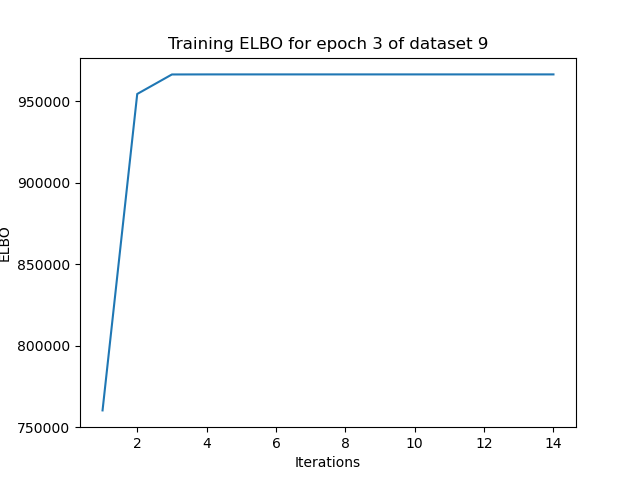 Training ELBO for epoch 3 of dataset 9
ELBO
950000
900000
850000
800000
750000
2 4 6 8 10 12 14
Iterations